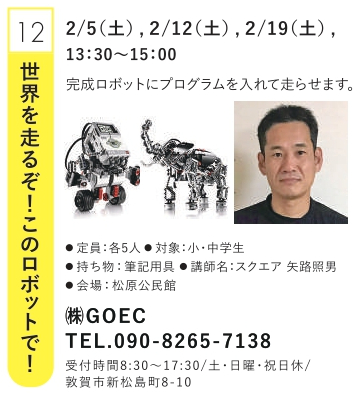 12
世界を走るぞ！このロボットで！
2/5(土) , 2/12(土) , 2/19(土) ,
13:30〜15:00
完成ロボットにプログラムを入れて走らせます。
●定員：各5人 ●対象：小・中学生
●持ち物：筆記用具 ●講師名：スクエア 矢路照男
●会場：松原公民館
㈱GOEC
TEL.090-8265-7138
受付時間8:30〜17:30/土・日曜・祝日休/
敦賀市新松島町8-10